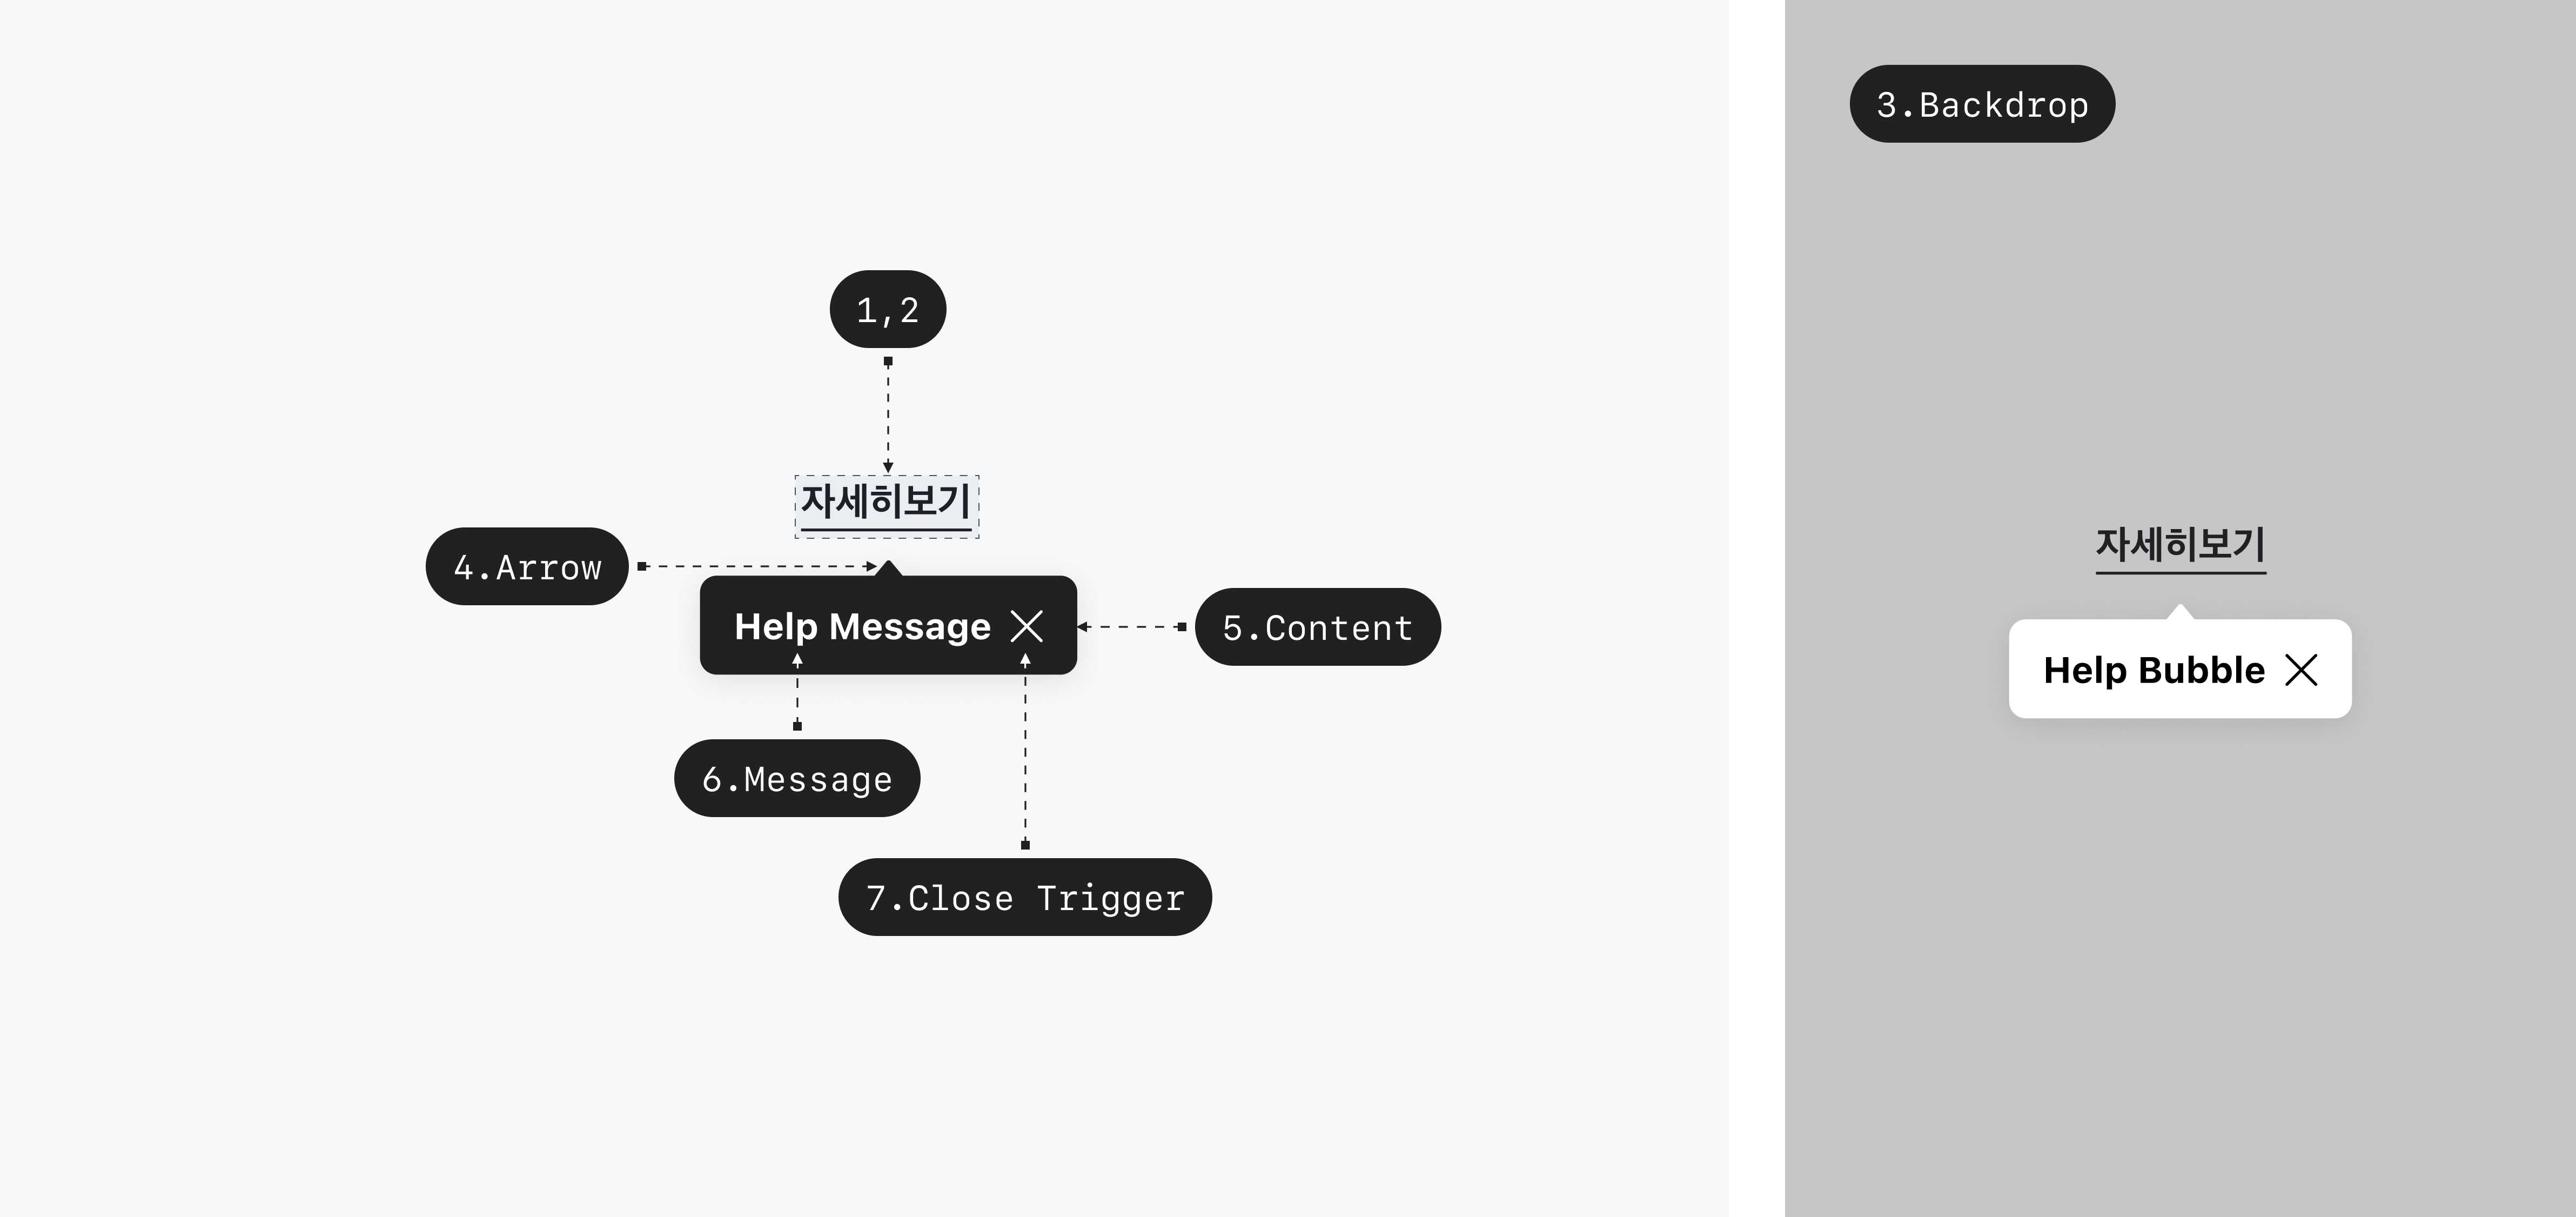 1,2
자세히보기
4.Arrow
Help Message
5.Content
6.Message
7.Close Trigger
3.Backdrop
자세히보기
Help Bubble